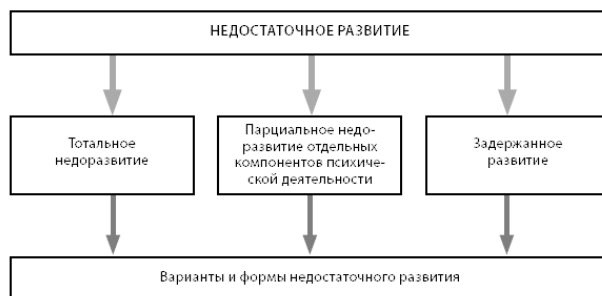 НЕДОСТАТОЧНОЕ РАЗВИТИЕ
Тотальное
недоразвитие
Парциальное недо-
развитие отдельных
компонентов психиче-
ской деятельности
Задержанное
развитие
Варианты и формы недостаточного развития